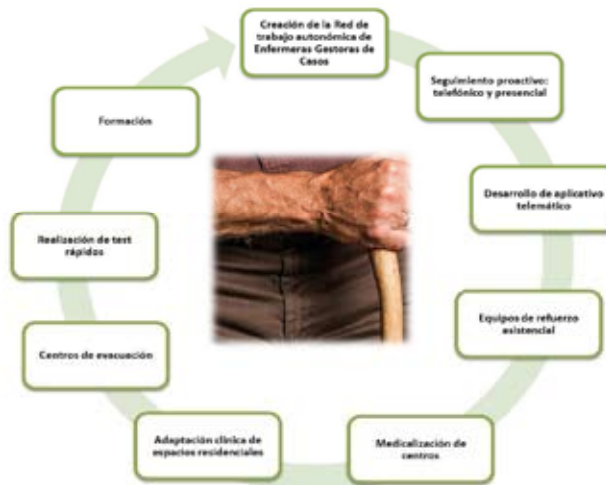 Creación de la Red de
trabajo autonómica de
Enfermeras Gestoras de
Casos
Seguimiento proactivo:
telefónico y presencial
Desarrollo de aplicativo
telemático
Equipos de refuerzo
asistencial
Medicalización de
centros
Adaptación clínica de
espacios residenciales
Centros de evacuación
Realización de test
rápidos
Formación